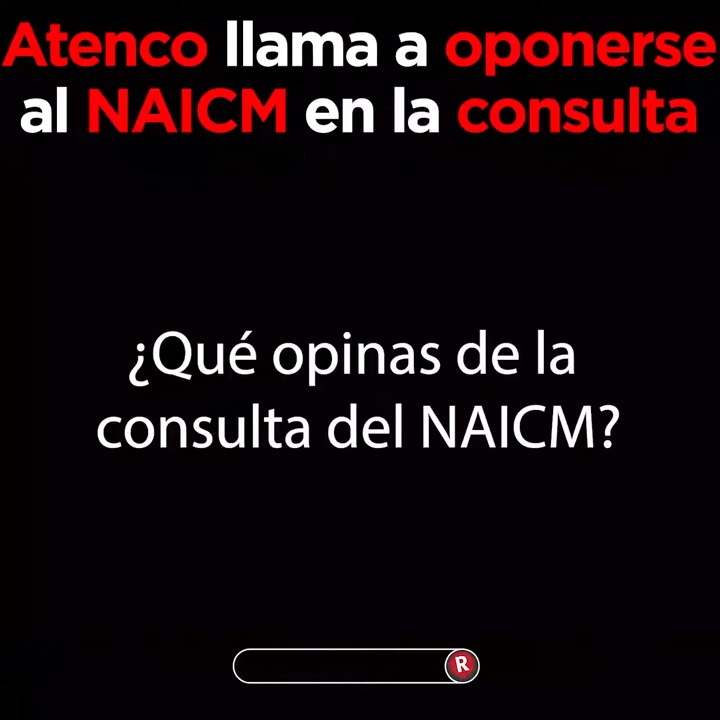 Atenco llama a oponerse
al NAICM en la consulta
¿Qué opinas de la
consulta del NAICM?
R